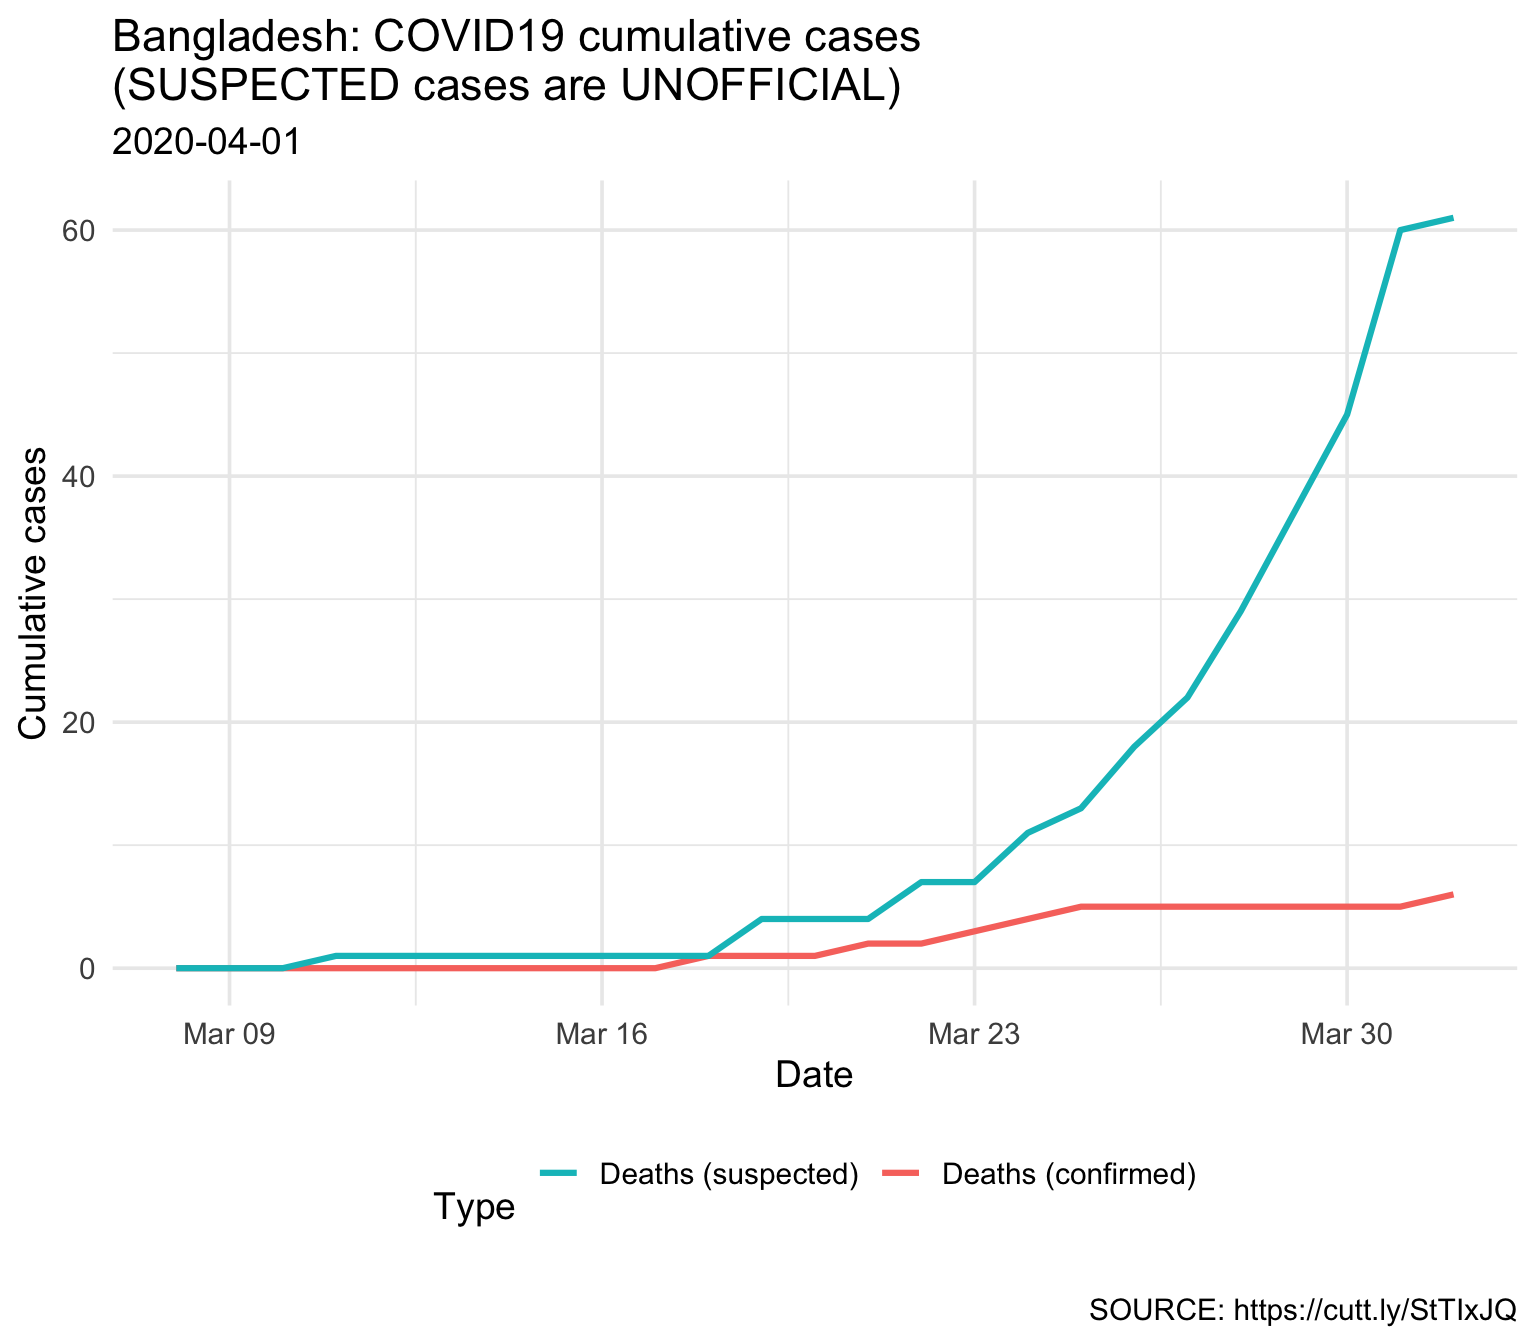 Bangladesh: COVID19 cumulative cases
(SUSPECTED cases are UNOFFICIAL)
2020-04-01
Cumulative cases
60
40
20
0
Mar 09
Mar 16
Mar 23
Mar 30
Date
Type
Deaths (suspected)
Deaths (confirmed)
SOURCE: https://cutt.ly/StTIxJQ